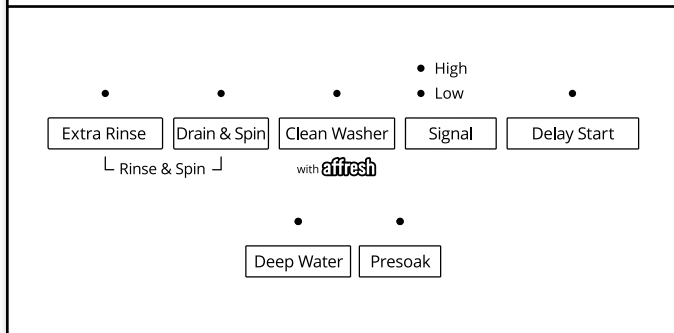 High
Low
Extra Rinse Drain & Spin Clean Washer Signal Delay Start
Rinse & Spin with affresh
Deep Water Presoak